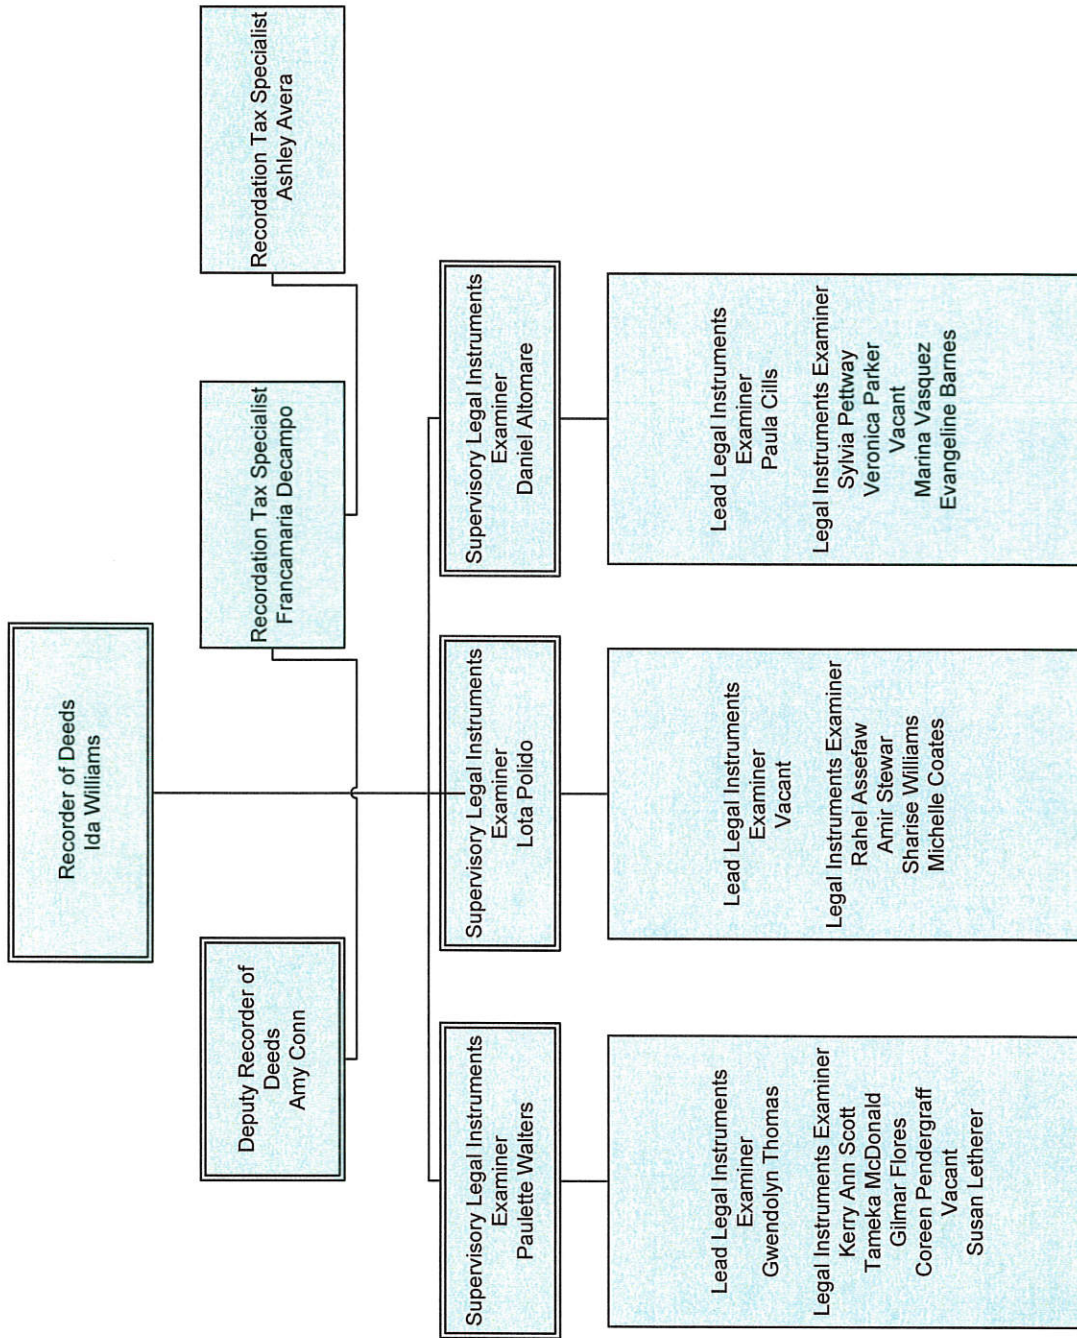 Recorder of Deeds
Ida Williams
Deputy Recorder of
Deeds
Amy Conn
Recordation Tax Specialist
Francamaria Decampo
Recordation Tax Specialist
Ashley Avera
Supervisory Legal Instruments
Examiner
Paulette Walters
Supervisory Legal Instruments
Examiner
Lota Polido
Supervisory Legal Instruments
Examiner
Daniel Altomare
Lead Legal Instruments
Examiner
Gwendolyn Thomas
Legal Instruments Examiner
Kerry Ann Scott
Tameka McDonald
Gilmar Flores
Coreen Pendergraff
Vacant
Susan Letherer
Lead Legal Instruments
Examiner
Vacant
Legal Instruments Examiner
Rahel Assefaw
Amir Stewar
Sharise Williams
Michelle Coates
Lead Legal Instruments
Examiner
Paula Cills
Legal Instruments Examiner
Sylvia Pettway
Veronica Parker
Vacant
Marina Vasquez
Evangeline Barnes